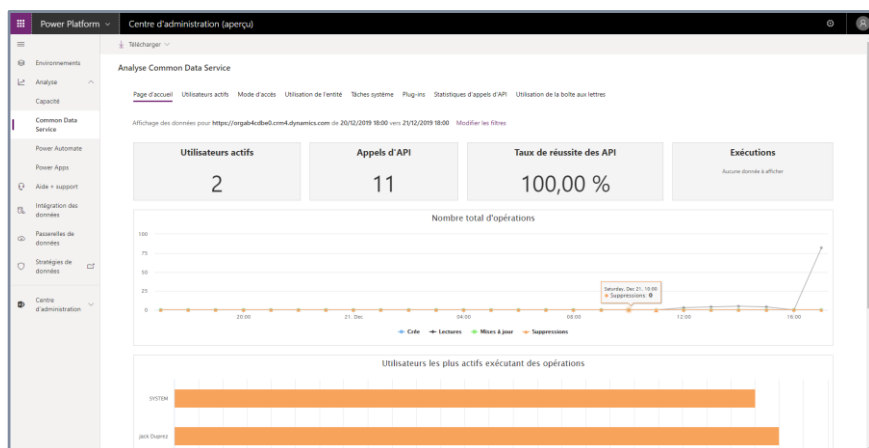 Power Platform
Centre d'administration (aperçu)
Télécharger
Environnements
Analyse
Capacité
Common Data
Service
Power Automate
Power Apps
Aide + support
Intégration des
données
Passerelles de
données
Stratégies de
données
Centre
d'administration
Analyse Common Data Service
Page d'accueil Utilisateurs actifs Mode d'accès Utilisation de l'entité Tâches système Plug-ins Statistiques d'appels d'API Utilisation de la boîte aux lettres
Affichage des données pour https://orgab4cdbe0.crm4.dynamics.com de 20/12/2019 18:00 vers 21/12/2019 18:00 Modifier les filtres
Utilisateurs actifs
2
Appels d'API
11
Taux de réussite des API
100,00 %
Exécutions
Aucune donnée à afficher
Nombre total d'opérations
100
75
50
25
0
Saturday, Dec 21, 10:00
Suppressions: 0
20:00 21. Dec 04:00 08:00 12:00 16:00
Crée Lectures Mises à jour Suppressions
Utilisateurs les plus actifs exécutant des opérations
SYSTEM
Jack Duprez